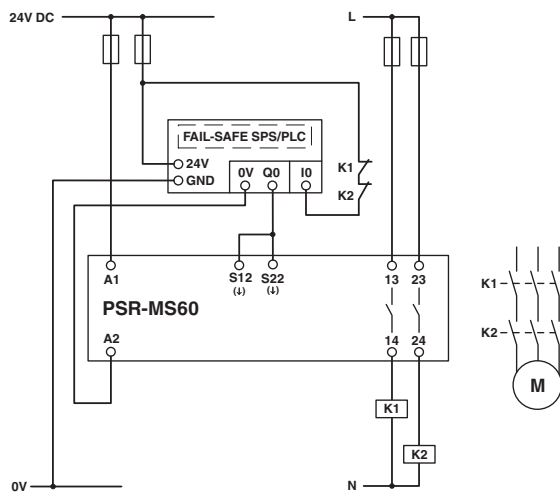 24V DC
L
FAIL-SAFE SPS/PLC
24V
GND
0V Q0 I0
K1
K2
A1
S12
(↓)
S22
(↓)
13
23
PSR-MS60
A2
14
24
K1
K2
K1
K2
M
0V
N